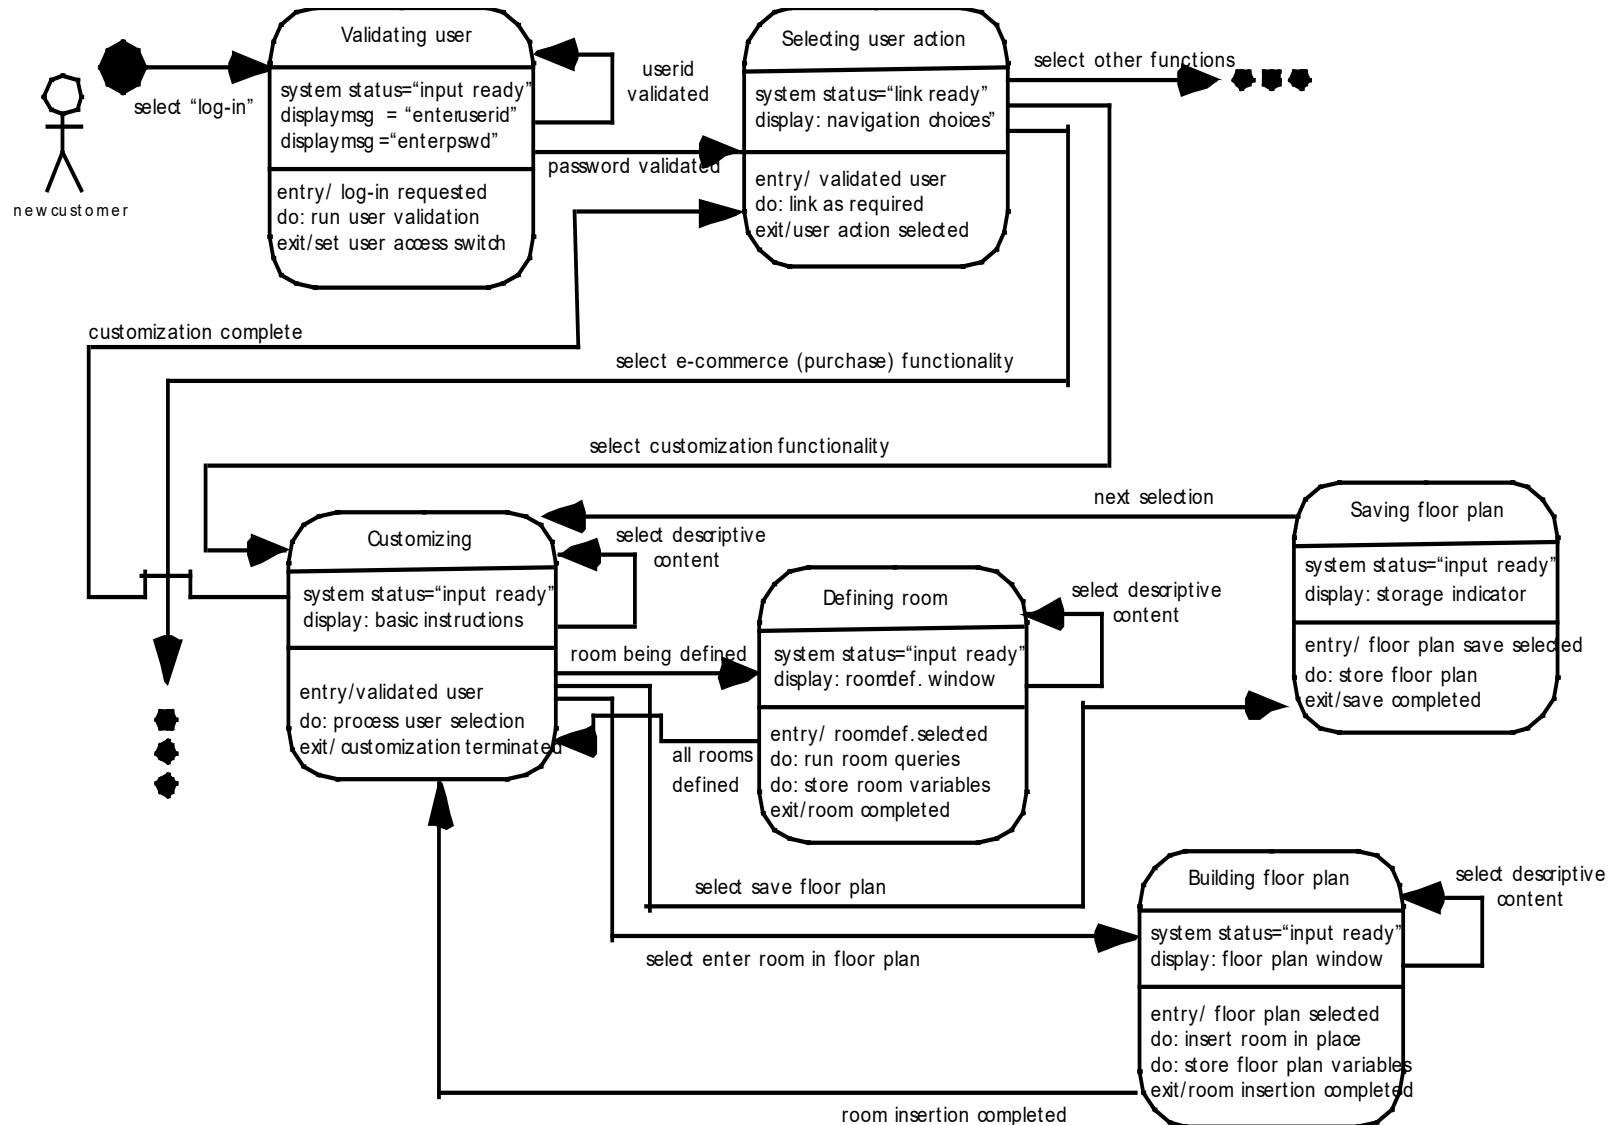 Validating user
system status=“input ready”
displaymsg = “enteruserid”
displaymsg =“enterpswd”
entry/ log-in requested
do: run user validation
exit/set user access switch
select “log-in”
newcustomer
userid
validated
password validated
Selecting user action
system status=“link ready”
display: navigation choices”
entry/ validated user
do: link as required
exit/user action selected
select other functions
customization complete
select e-commerce (purchase) functionality
select customization functionality
next selection
Customizing
system status=“input ready”
display: basic instructions
entry/validated user
do: process user selection
exit/ customization terminated
select descriptive
content
room being defined
all rooms
defined
Defining room
system status=“input ready”
display: roomdef. window
entry/ roomdef.selected
do: run room queries
do: store room variables
exit/room completed
select descriptive
content
Saving floor plan
system status=“input ready”
display: storage indicator
entry/ floor plan save selected
do: store floor plan
exit/save completed
select save floor plan
select enter room in floor plan
Building floor plan
system status=“input ready”
display: floor plan window
entry/ floor plan selected
do: insert room in place
do: store floor plan variables
exit/room insertion completed
select descriptive
content
room insertion completed